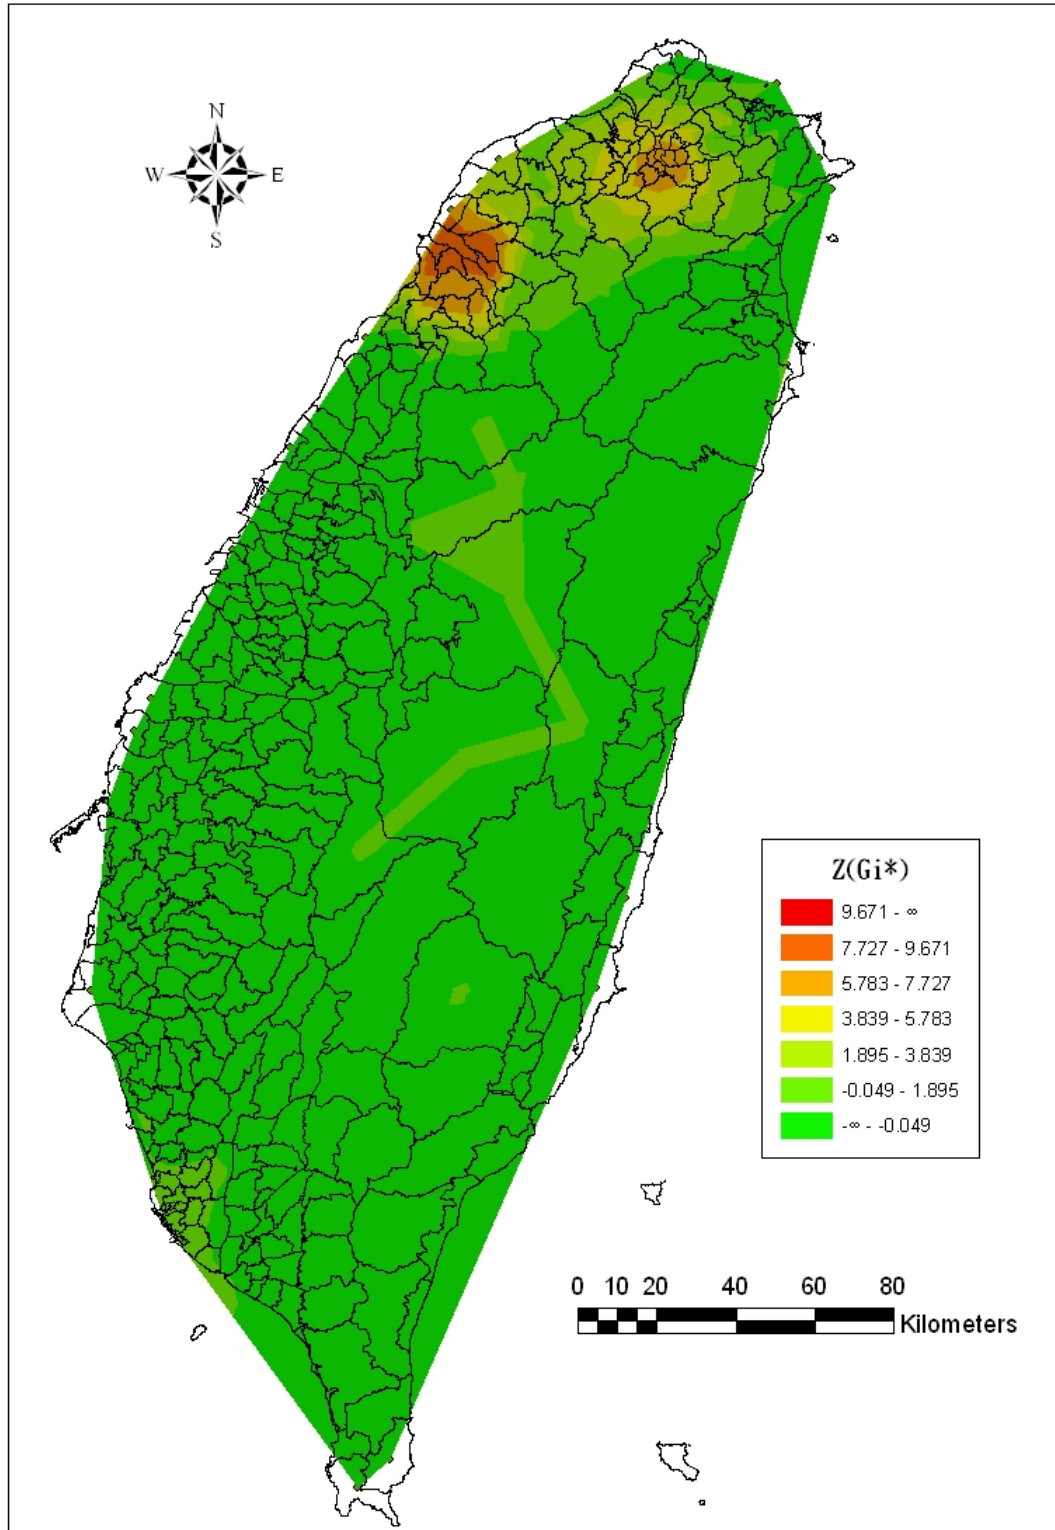 N
W E
S
Z(Gi*)
9.671 - ∞
7.727 - 9.671
5.783 - 7.727
3.839 - 5.783
1.895 - 3.839
-0.049 - 1.895
-∞ - -0.049
0 10 20 40 60 80
Kilometers